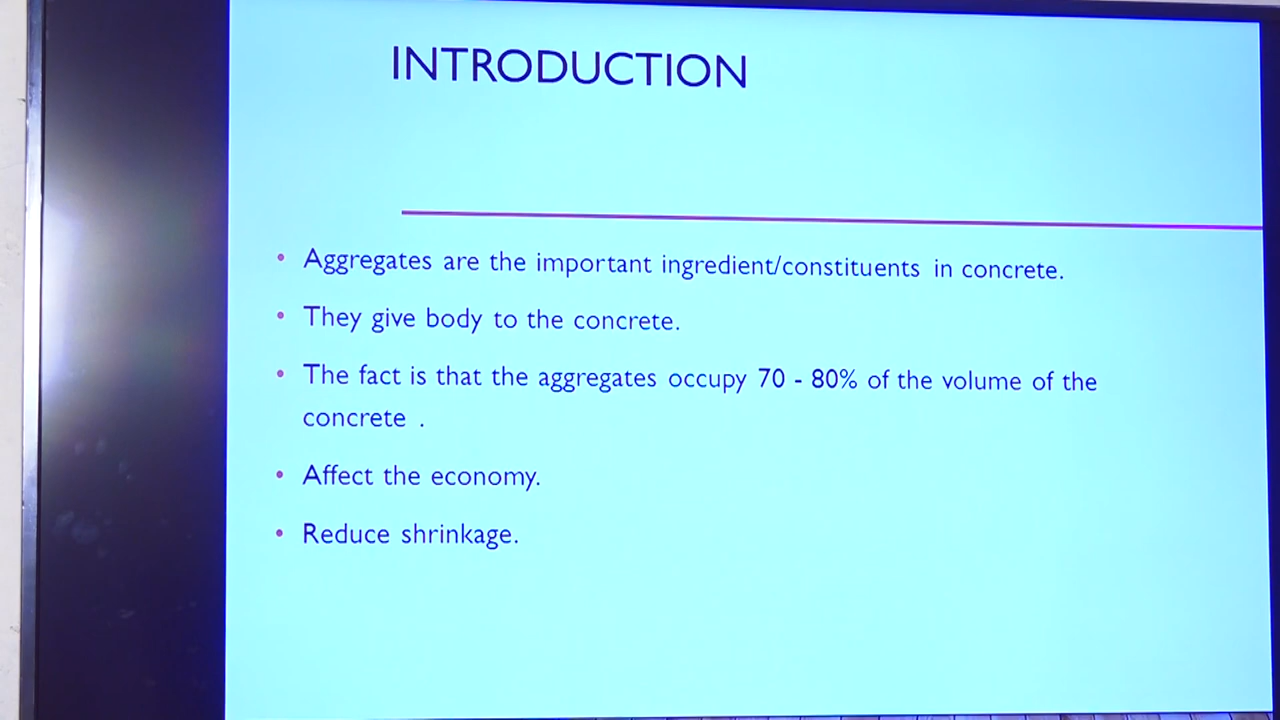 INTRODUCTION
• Aggregates are the important ingredient/constituents in concrete.
• They give body to the concrete.
• The fact is that the aggregates occupy 70 - 80% of the volume of the
concrete .
• Affect the economy.
• Reduce shrinkage.